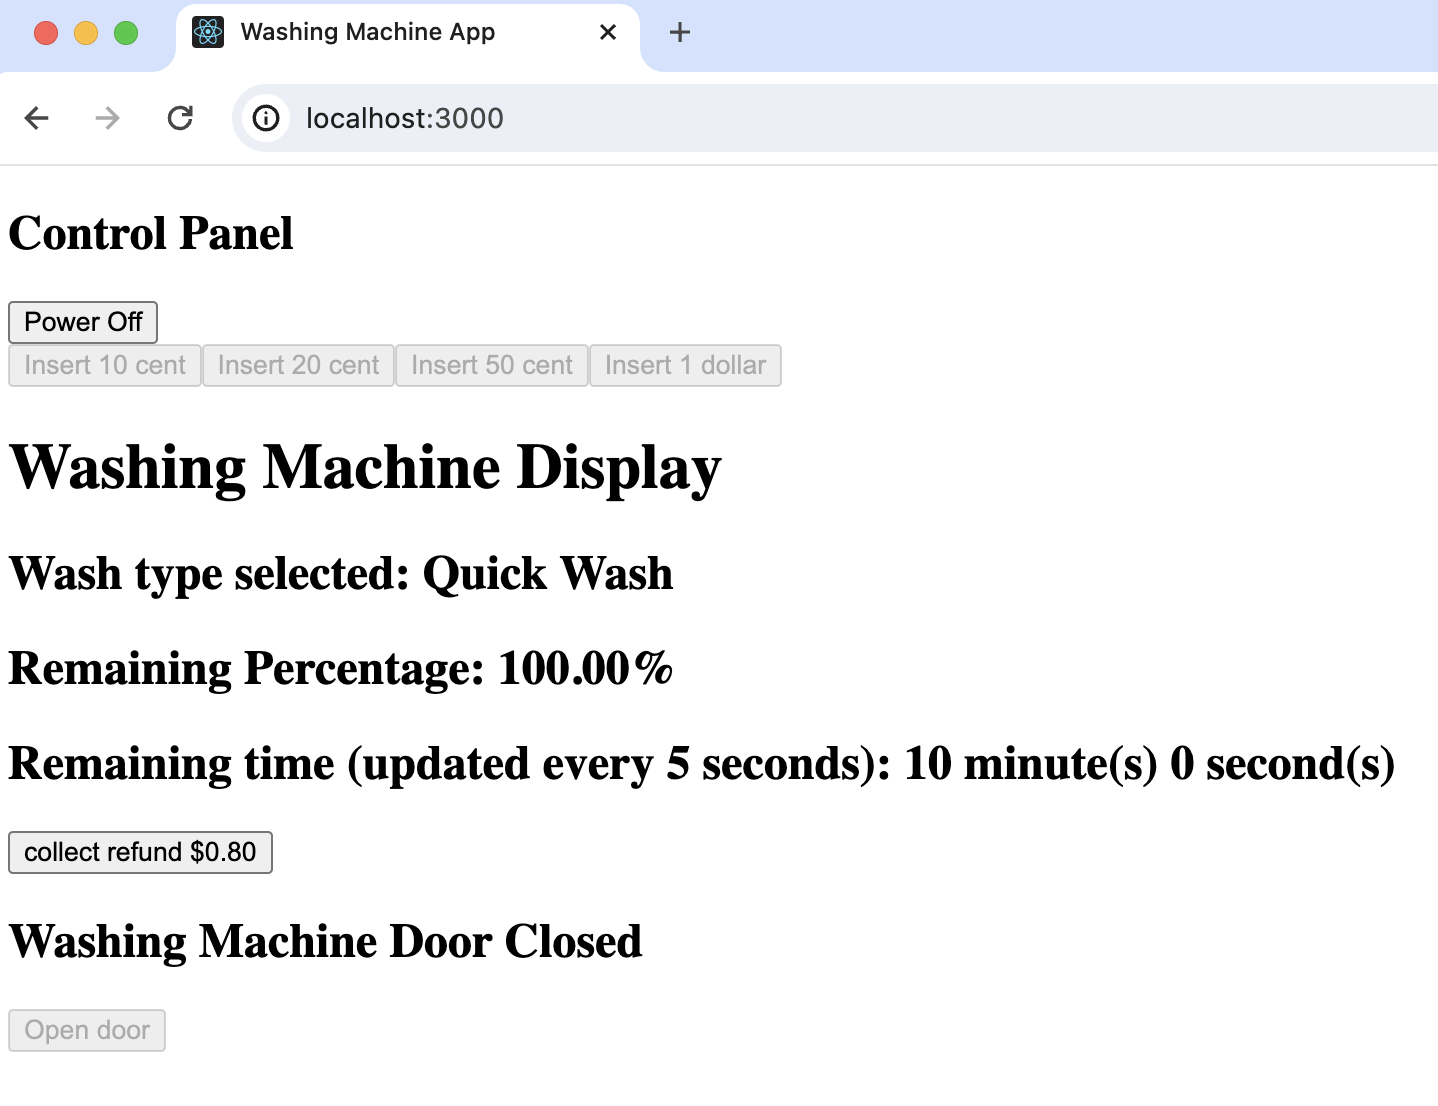 Washing Machine App
localhost:3000
Control Panel
Power Off
Insert 10 cent Insert 20 cent Insert 50 cent Insert 1 dollar
Washing Machine Display
Wash type selected: Quick Wash
Remaining Percentage: 100.00%
Remaining time (updated every 5 seconds): 10 minute(s) 0 second(s)
collect refund $0.80
Washing Machine Door Closed
Open door